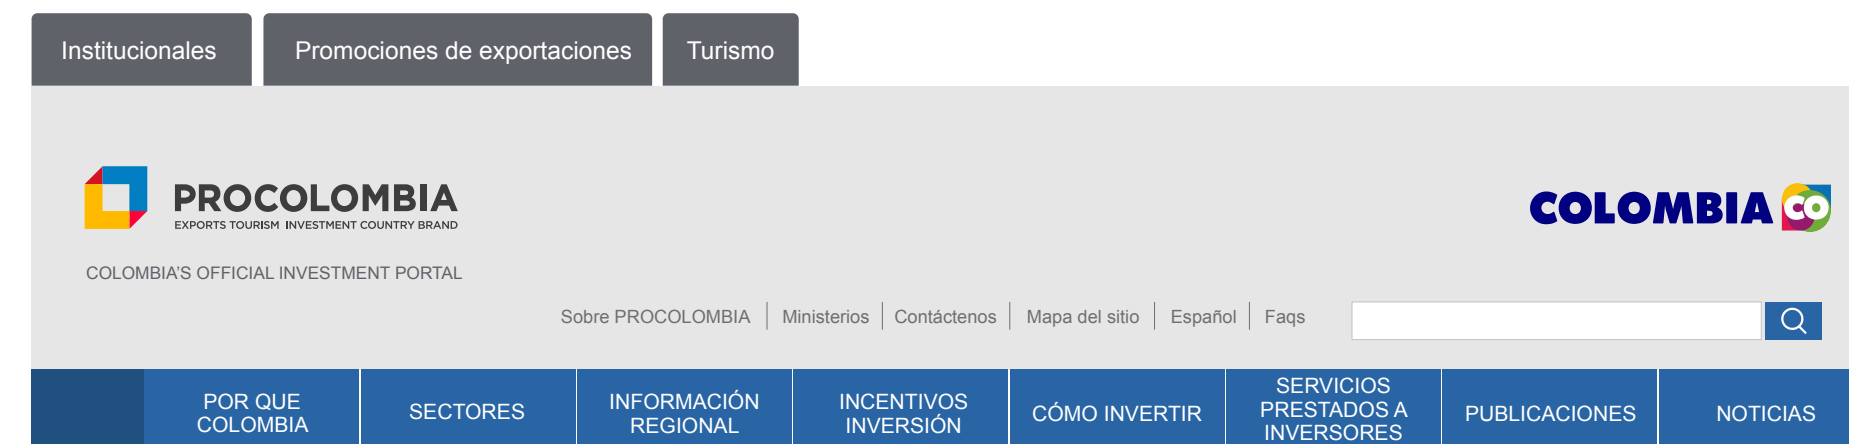 Institucionales
Promociones de exportaciones
Turismo
PROCOLOMBIA
EXPORTS TOURISM INVESTMENT COUNTRY BRAND
COLOMBIA CO
COLOMBIA'S OFFICIAL INVESTMENT PORTAL
Sobre PROCOLOMBIA | Ministerios | Contáctenos | Mapa del sitio | Español | Faqs
POR QUE
COLOMBIA
SECTORES
INFORMACIÓN
REGIONAL
INCENTIVOS
INVERSIÓN
CÓMO INVERTIR
SERVICIOS
PRESTADOS A
INVERSORES
PUBLICACIONES
NOTICIAS